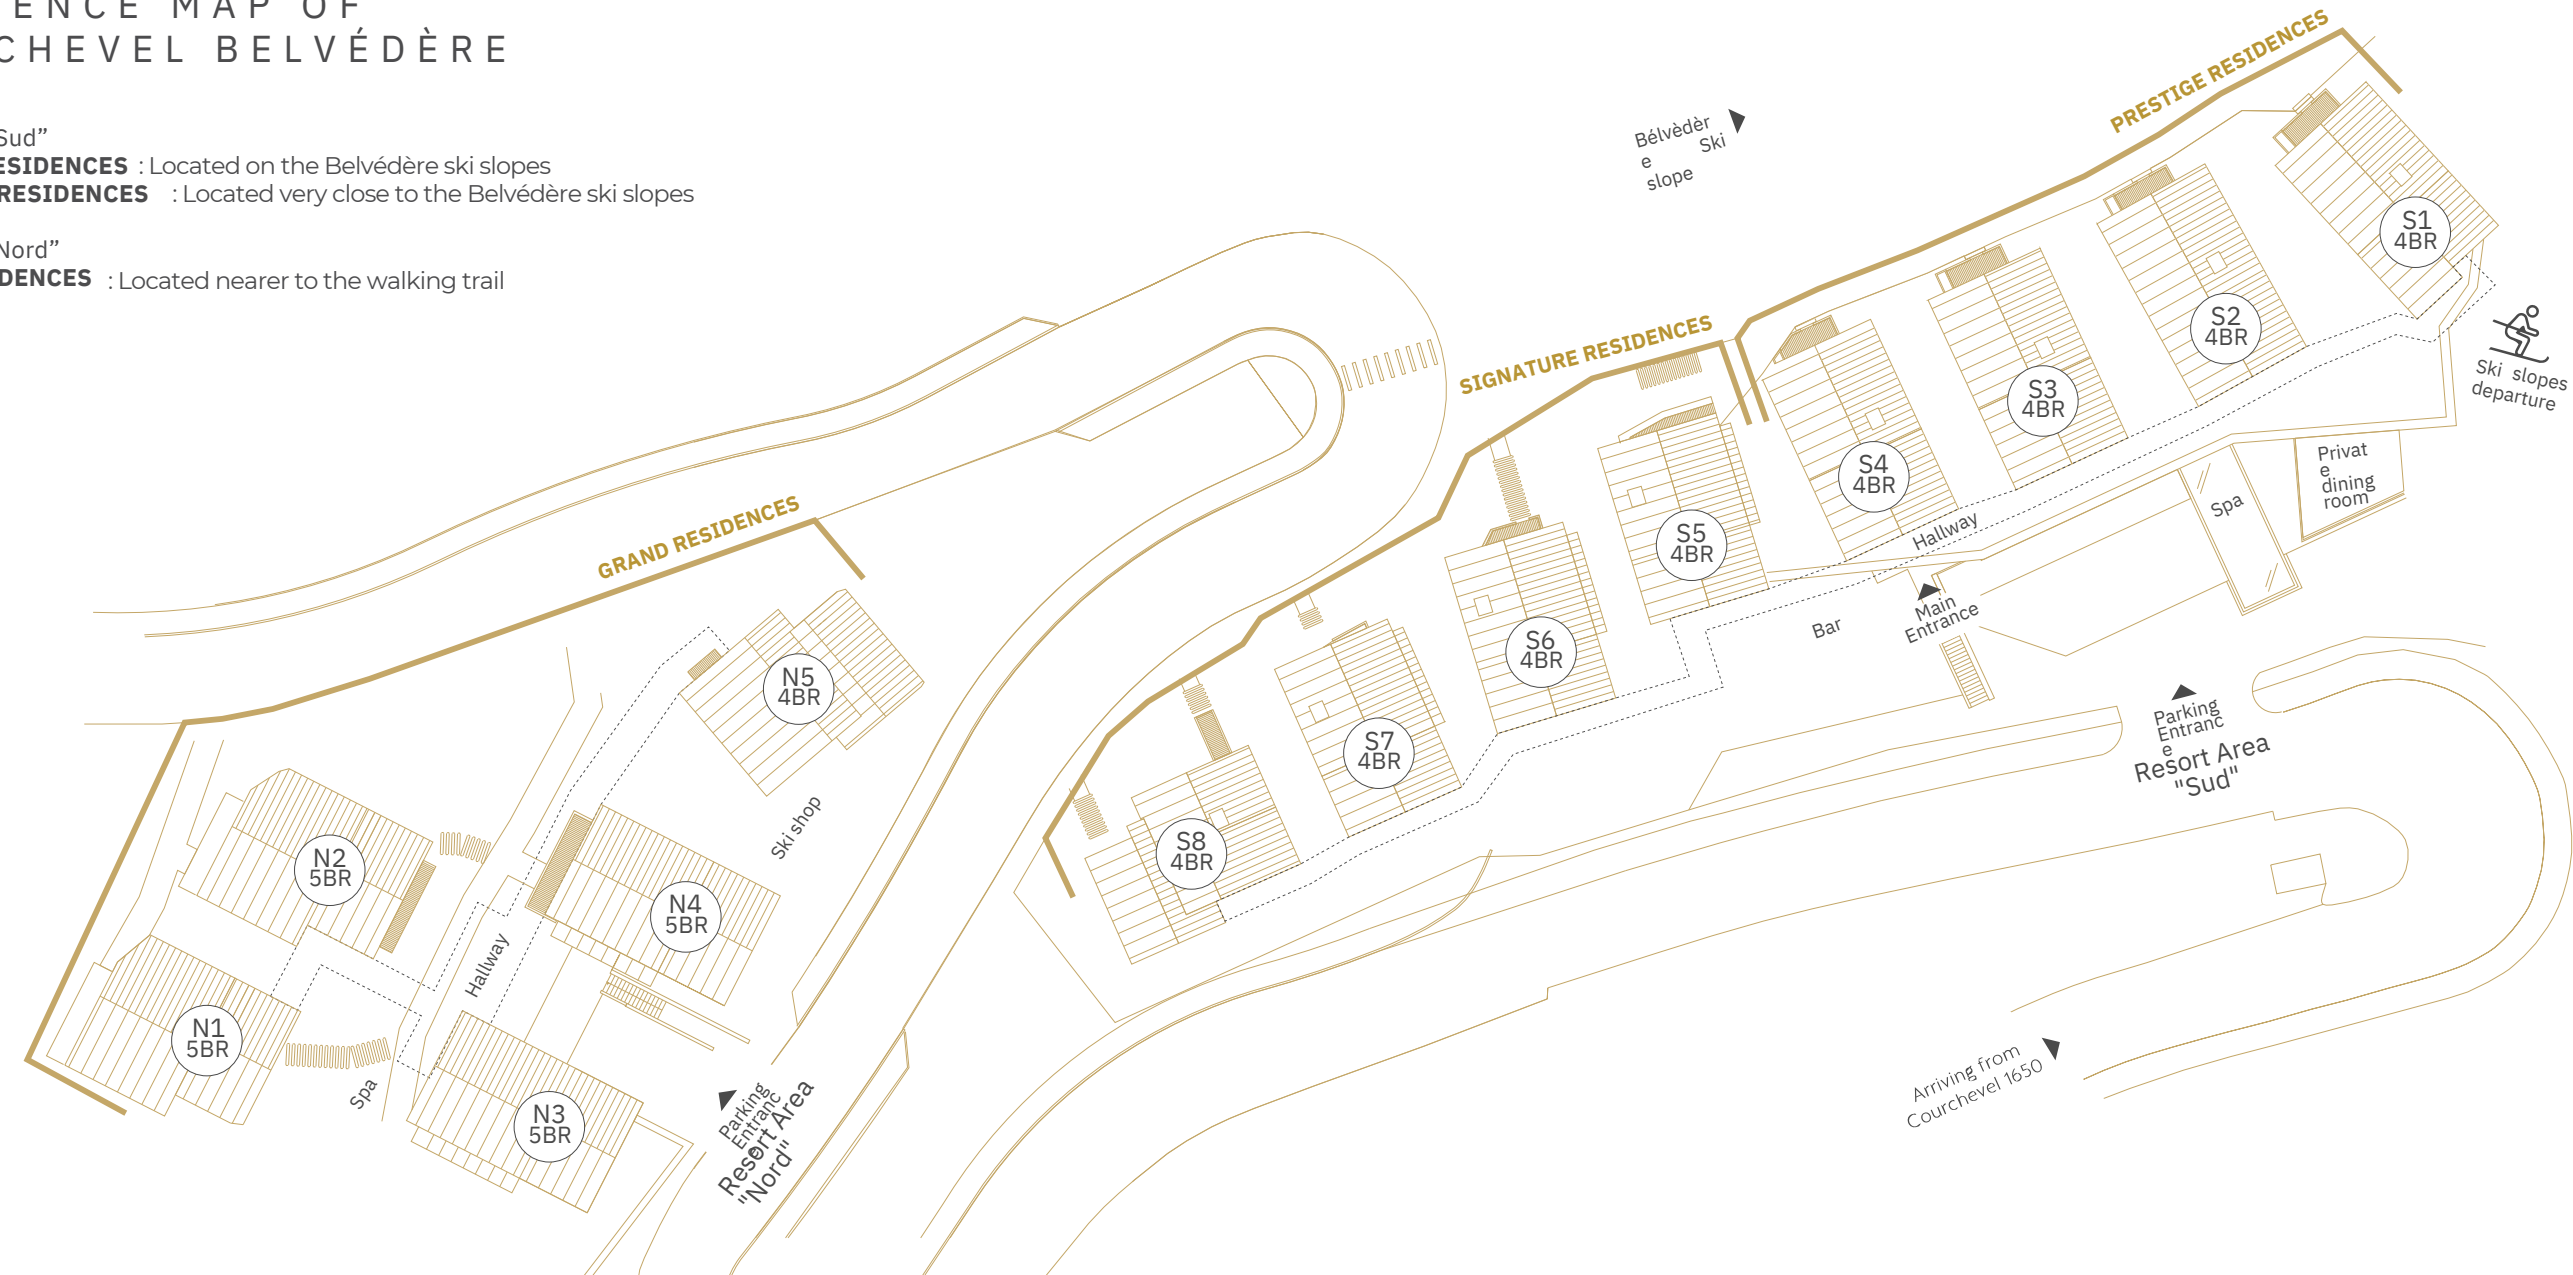 ENCE MAP OF
CHEVEL BELVÉDÈRE
Sud”
ESIDENCES : Located on the Belvédère ski slopes
RESIDENCES : Located very close to the Belvédère ski slopes
Nord”
DENCES : Located nearer to the walking trail
Bélvèdèr
e Ski
slope
PRESTIGE RESIDENCES
SIGNATURE RESIDENCES
GRAND RESIDENCES
S1
4BR
S2
4BR
S3
4BR
S4
4BR
S5
4BR
S6
4BR
S7
4BR
S8
4BR
Ski slopes
departure
Privat
e
dining
room
Spa
Hallway
Main
Entrance
Bar
Parking
Entranc
e
Resort Area
"Sud"
N5
4BR
N2
5BR
N4
5BR
N1
5BR
N3
5BR
Ski shop
Hallway
Spa
Parking
Entranc
e
Resort Area
"Nord"
Arriving from
Courchevel 1650